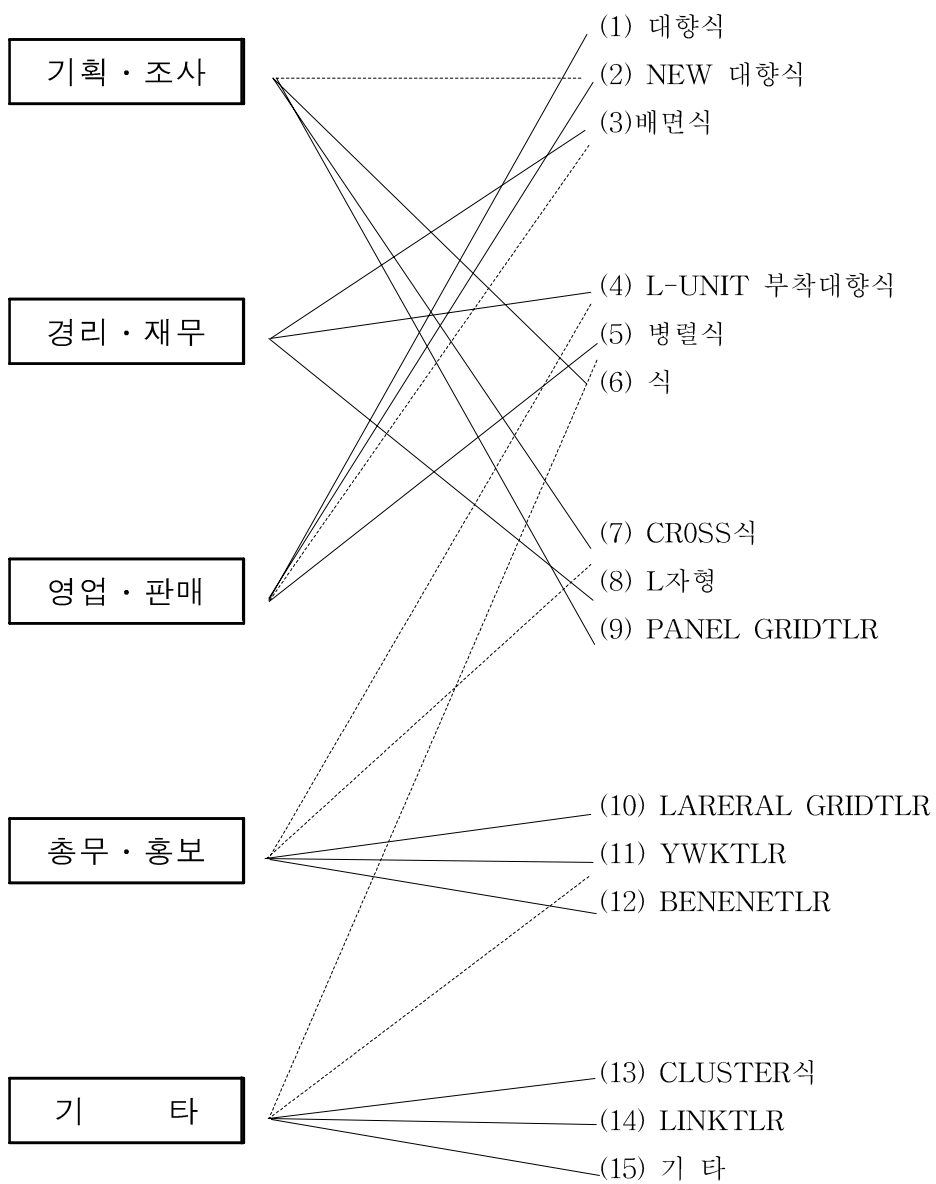 기획 · 조사
경리 · 재무
영업 · 판매
총무 · 홍보
기 타
(1) 대향식
(2) NEW 대향식
(3)배면식
(4) L-UNIT 부착대향식
(5) 병렬식
(6) 식
(7) CR0SS식
(8) L자형
(9) PANEL GRIDTLR
(10) LARERAL GRIDTLR
(11) YWKTLR
(12) BENENETLR
(13) CLUSTER식
(14) LINKTLR
(15) 기 타